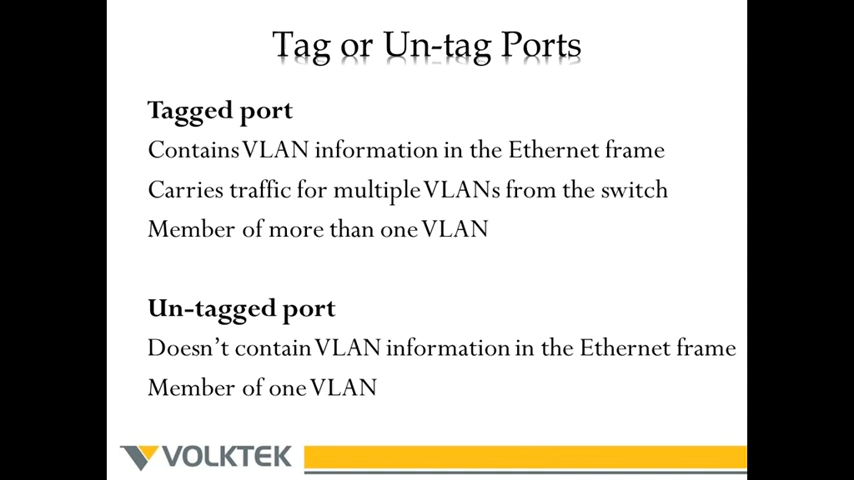 Tag or Un-tag Ports
Tagged port
Contains VLAN information in the Ethernet frame
Carries traffic for multiple VLANs from the switch
Member of more than one VLAN
Un-tagged port
Doesn't contain VLAN information in the Ethernet frame
Member of one VLAN
VOLKTEK